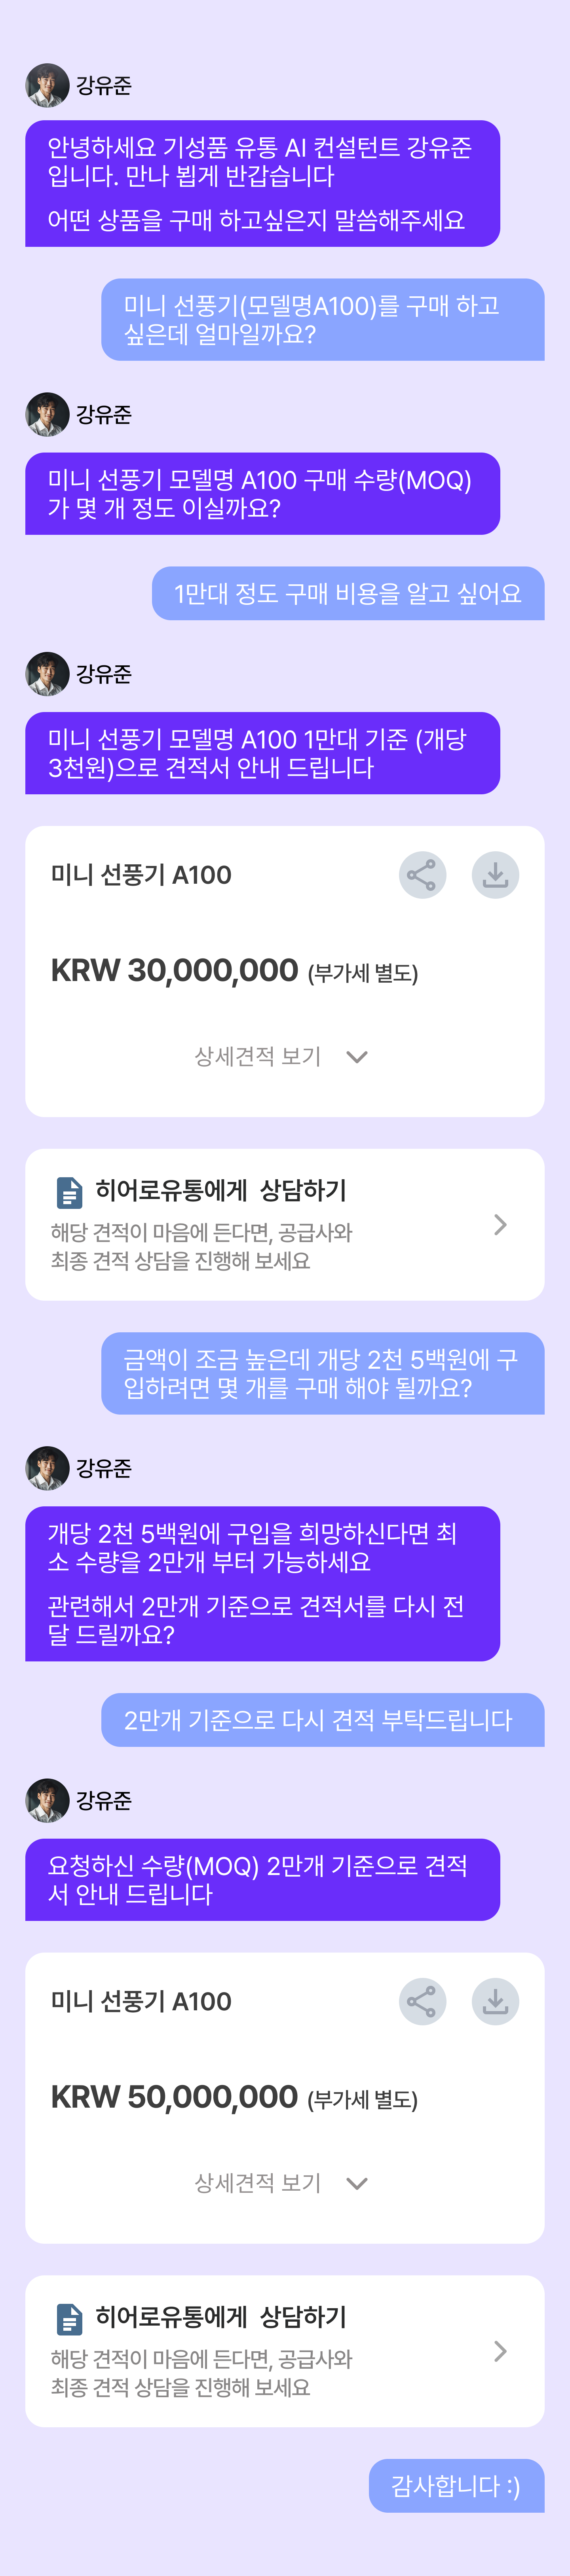 강유준
안녕하세요 기성품 유통 AI 컨설턴트 강유준
입니다. 만나 뵙게 반갑습니다
어떤 상품을 구매 하고싶은지 말씀해주세요
미니 선풍기(모델명A100)를 구매 하고
싶은데 얼마일까요?
강유준
미니 선풍기 모델명 A100 구매 수량(MOQ)
가 몇 개 정도 이실까요?
1만대 정도 구매 비용을 알고 싶어요
강유준
미니 선풍기 모델명 A100 1만대 기준 (개당
3천원)으로 견적서 안내 드립니다
미니 선풍기 A100
KRW 30,000,000 (부가세 별도)
상세견적 보기
히어로유통에게 상담하기
해당 견적이 마음에 든다면, 공급사와
최종 견적 상담을 진행해 보세요
금액이 조금 높은데 개당 2천 5백원에 구
입하려면 몇 개를 구매 해야 될까요?
강유준
개당 2천 5백원에 구입을 희망하신다면 최
소 수량을 2만개 부터 가능하세요
관련해서 2만개 기준으로 견적서를 다시 전
달 드릴까요?
2만개 기준으로 다시 견적 부탁드립니다
강유준
요청하신 수량(MOQ) 2만개 기준으로 견적
서 안내 드립니다
미니 선풍기 A100
KRW 50,000,000 (부가세 별도)
상세견적 보기
히어로유통에게 상담하기
해당 견적이 마음에 든다면, 공급사와
최종 견적 상담을 진행해 보세요
감사합니다 :)